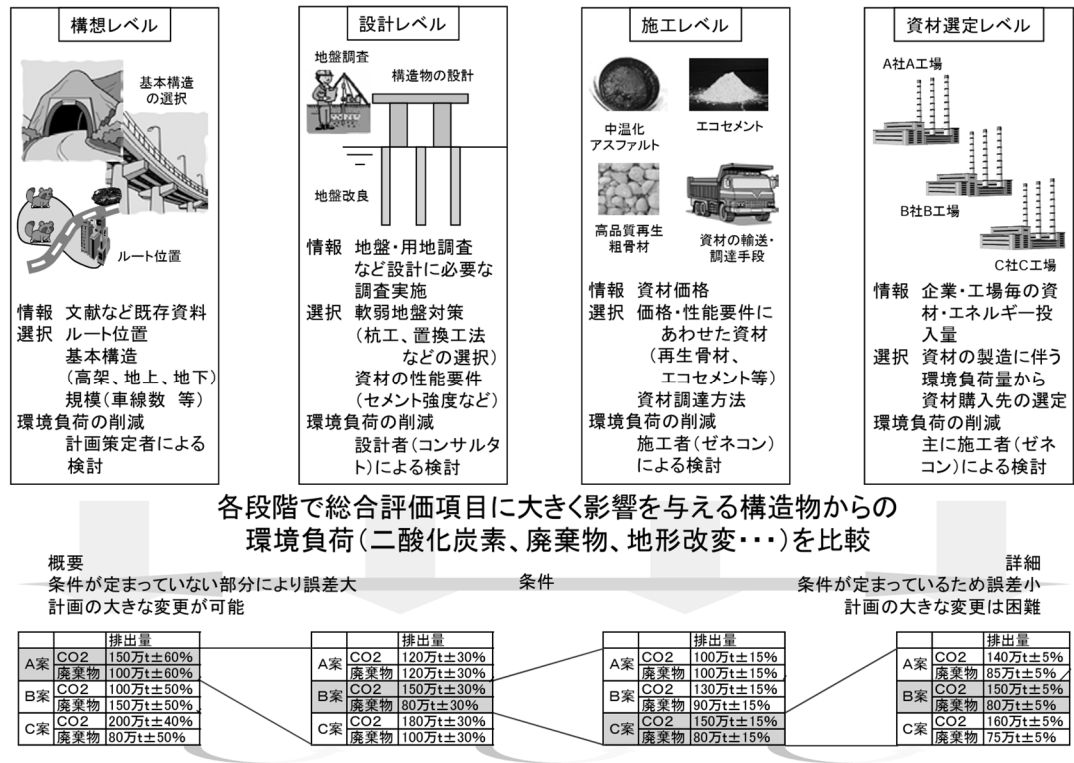 構想レベル
基本構造
の選択
ルート位置
情報 文献など既存資料
選択 ルート位置
基本構造
(高架、地上、地下)
規模(車線数 等)
環境負荷の削減
計画策定者による
検討
設計レベル
地盤調査
構造物の設計
地盤改良
情報 地盤・用地調査
など設計に必要な
調査実施
選択 軟弱地盤対策
(杭工、置換工法
などの選択)
資材の性能要件
(セメント強度など)
環境負荷の削減
設計者(コンサルタ
ト)による検討
施工レベル
中温化
アスファルト
エコセメント
高品質再生
粗骨材
資材の輸送・
調達手段
情報 資材価格
選択 価格・性能要件に
あわせた資材
(再生骨材、
エコセメント等)
資材調達方法
環境負荷の削減
施工者(ゼネコン)
による検討
資材選定レベル
A社A工場
B社B工場
C社C工場
情報 企業・工場毎の資
材・エネルギー投
入量
選択 資材の製造に伴う
環境負荷量から
資材購入先の選定
環境負荷の削減
主に施工者(ゼネ
コン)による検討
各段階で総合評価項目に大きく影響を与える構造物からの
環境負荷(二酸化炭素、廃棄物、地形改変・・・)を比較
概要
条件が定まっていない部分により誤差大
計画の大きな変更が可能
条件
詳細
条件が定まっているため誤差小
計画の大きな変更は困難
排出量
A案 CO2 150万t±60%
廃棄物 100万t±60%
B案 CO2 100万t±50%
廃棄物 150万t±50%
C案 CO2 200万t±40%
廃棄物 80万t±50%
排出量
A案 CO2 120万t±30%
廃棄物 120万t±30%
B案 CO2 150万t±30%
廃棄物 80万t±30%
C案 CO2 180万t±30%
廃棄物 100万t±30%
排出量
A案 CO2 100万t±15%
廃棄物 100万t±15%
B案 CO2 130万t±15%
廃棄物 90万t±15%
C案 CO2 150万t±15%
廃棄物 80万t±15%
排出量
A案 CO2 140万t±5%
廃棄物 85万t±5%
B案 CO2 150万t±5%
廃棄物 80万t±5%
C案 CO2 160万t±5%
廃棄物 75万t±5%